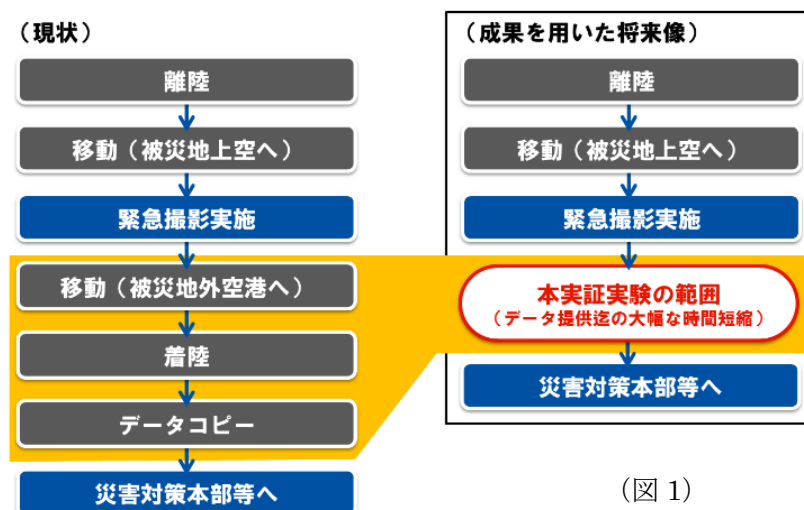 （現状）
離陸
移動（被災地上空へ）
緊急撮影実施
移動（被災地外空港へ）
着陸
データコピー
災害対策本部等へ
（成果を用いた将来像）
離陸
移動（被災地上空へ）
緊急撮影実施
本実証実験の範囲
（データ提供迄の大幅な時間短縮）
災害対策本部等へ
（図 1）